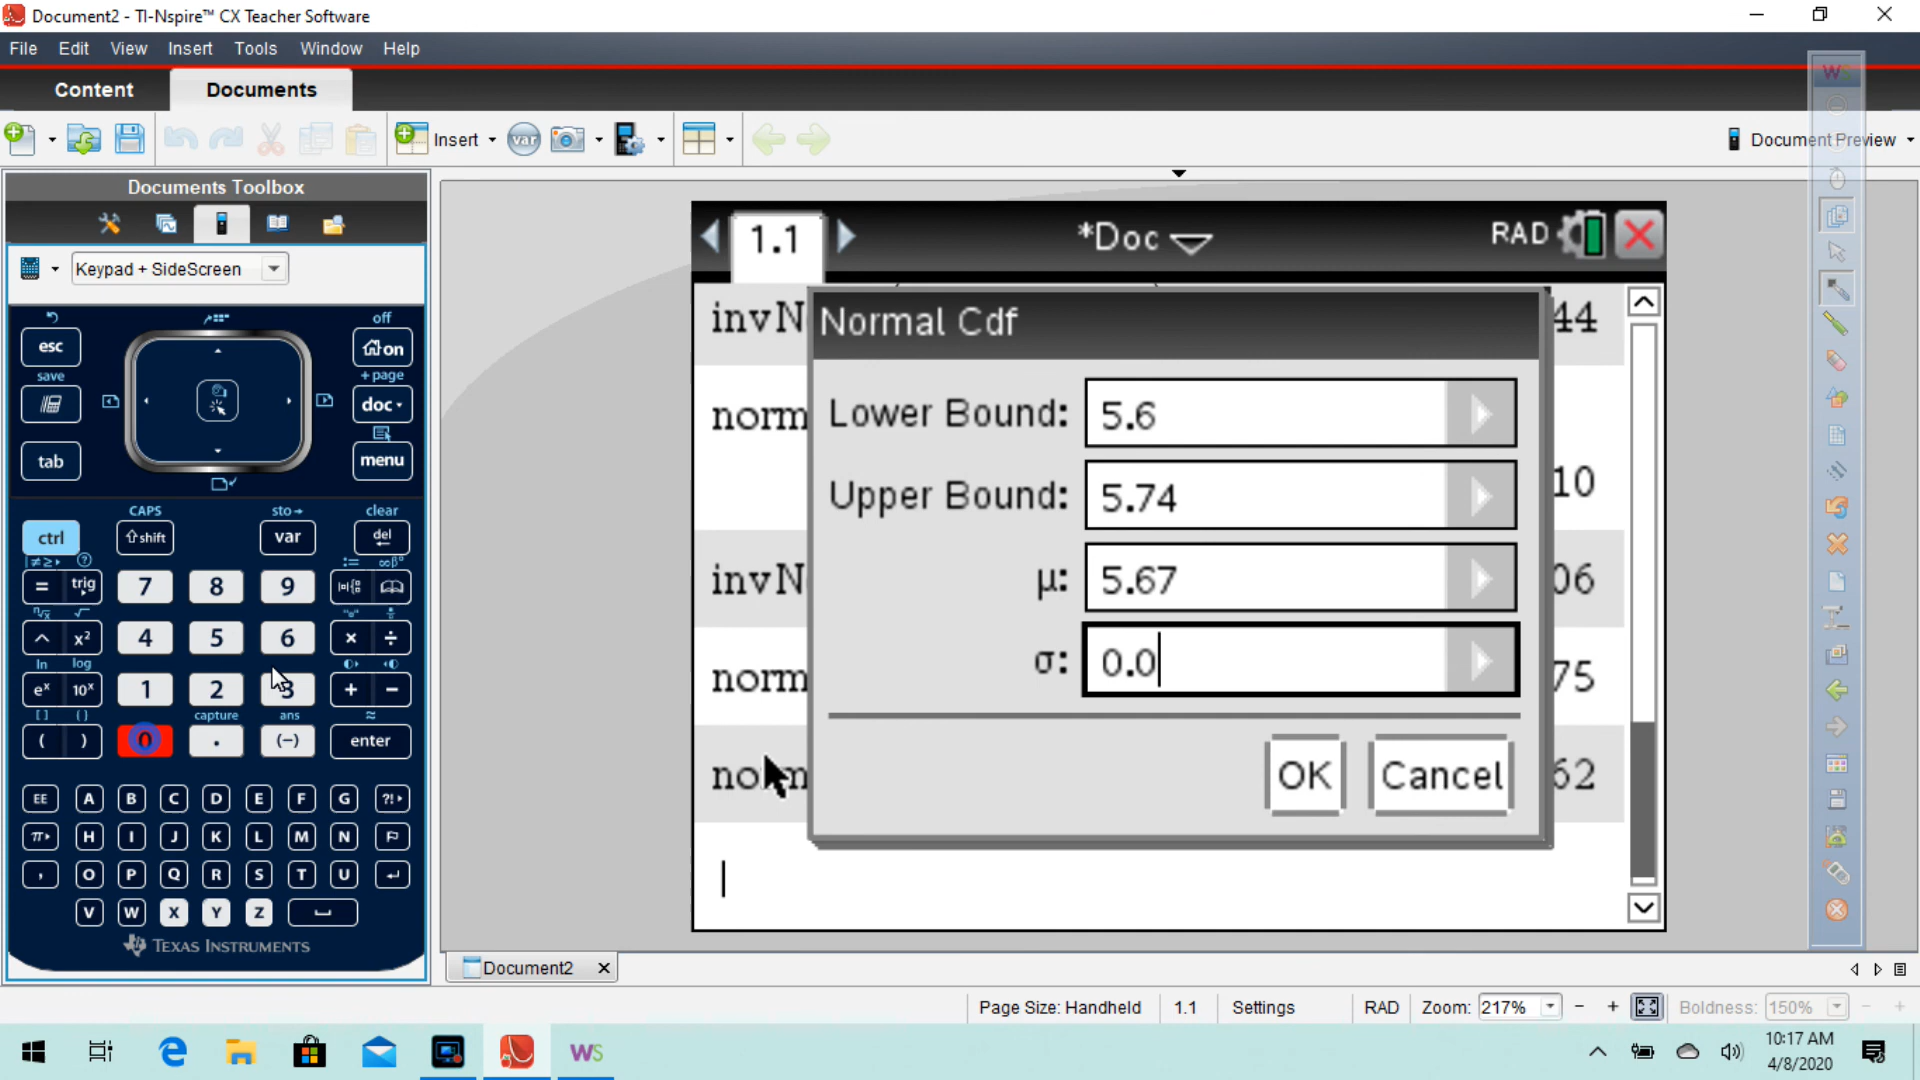 Document2 - TI-Nspire™ CX Teacher Software
File Edit View Insert Tools Window Help
WS
Content Documents
Insert var Document Preview
Documents Toolbox
Keypad + SideScreen
1.1 *Doc RAD
off
esc on
save + page
doc
tab menu
CAPS sto→ clear
ctrl shift var del
= trig 7 8 9
^ x² 4 5 6 × ÷
ln log
eˣ 10ˣ 1 2 3 + −
[ ] ( ) capture ans ≈
( ) 0 . (−) enter
EE A B C D E F G ?!▸
π▸ H I J K L M N
, O P Q R S T U
V W X Y Z
TEXAS INSTRUMENTS
invN 44
norm
10
invN 06
norm 75
norm 62
Normal Cdf
Lower Bound: 5.6
Upper Bound: 5.74
μ: 5.67
σ: 0.0
OK Cancel
Document2
Page Size: Handheld 1.1 Settings RAD Zoom: 217% − + Boldness: 150% − +
WS
10:17 AM
4/8/2020